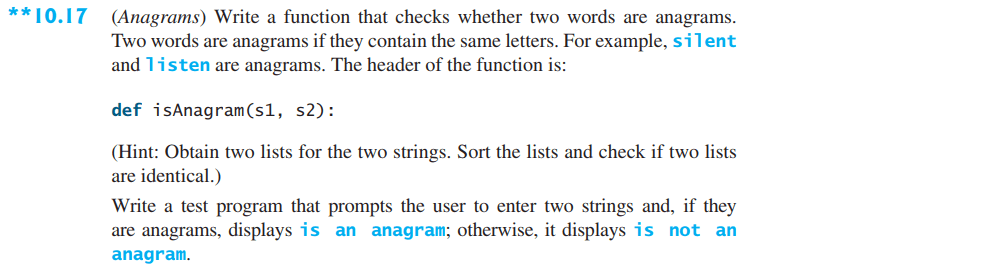 **10.17 (Anagrams) Write a function that checks whether two words are anagrams.
Two words are anagrams if they contain the same letters. For example, silent
and listen are anagrams. The header of the function is:
def isAnagram(s1, s2):
(Hint: Obtain two lists for the two strings. Sort the lists and check if two lists
are identical.)
Write a test program that prompts the user to enter two strings and, if they
are anagrams, displays is an anagram; otherwise, it displays is not an
anagram.